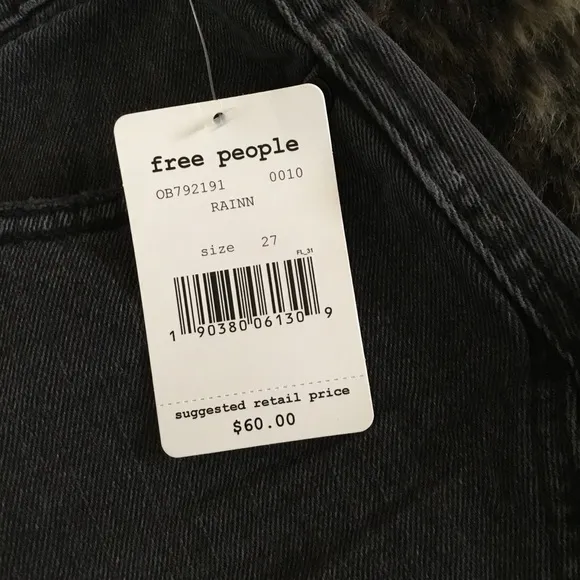 free people
OB792191 0010
RAINN
size 27
FL_31
1 90380 06130 9
suggested retail price
$60.00